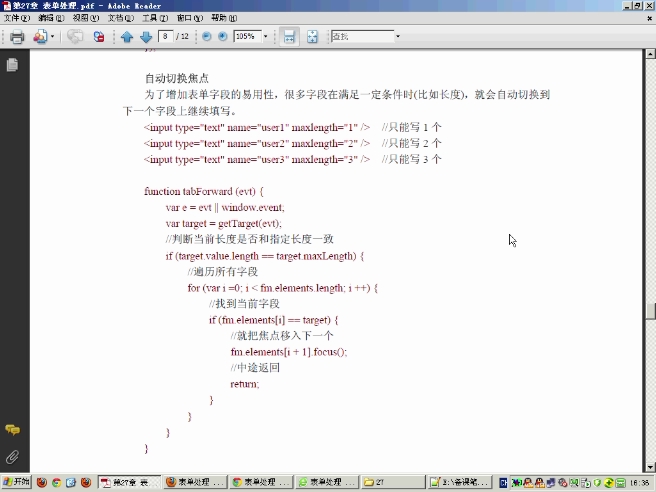 第27章 表单处理.pdf - Adobe Reader
文件(F) 编辑(E) 视图(V) 文档(D) 工具(T) 窗口(W) 帮助(H)
8 / 12 105% 查找
自动切换焦点
为了增加表单字段的易用性，很多字段在满足一定条件时(比如长度)，就会自动切换到
下一个字段上继续填写。
<input type="text" name="user1" maxlength="1" /> //只能写 1 个
<input type="text" name="user2" maxlength="2" /> //只能写 2 个
<input type="text" name="user3" maxlength="3" /> //只能写 3 个
function tabForward (evt) {
var e = evt || window.event;
var target = getTarget(evt);
//判断当前长度是否和指定长度一致
if (target.value.length == target.maxLength) {
//遍历所有字段
for (var i =0; i < fm.elements.length; i ++) {
//找到当前字段
if (fm.elements[i] == target) {
//就把焦点移入下一个
fm.elements[i + 1].focus();
//中途返回
return;
}
}
}
}
开始 第27章 表... 表单处理 ... 表单处理 ... 表单处理 ... 27 Z:\备课笔... 16:36